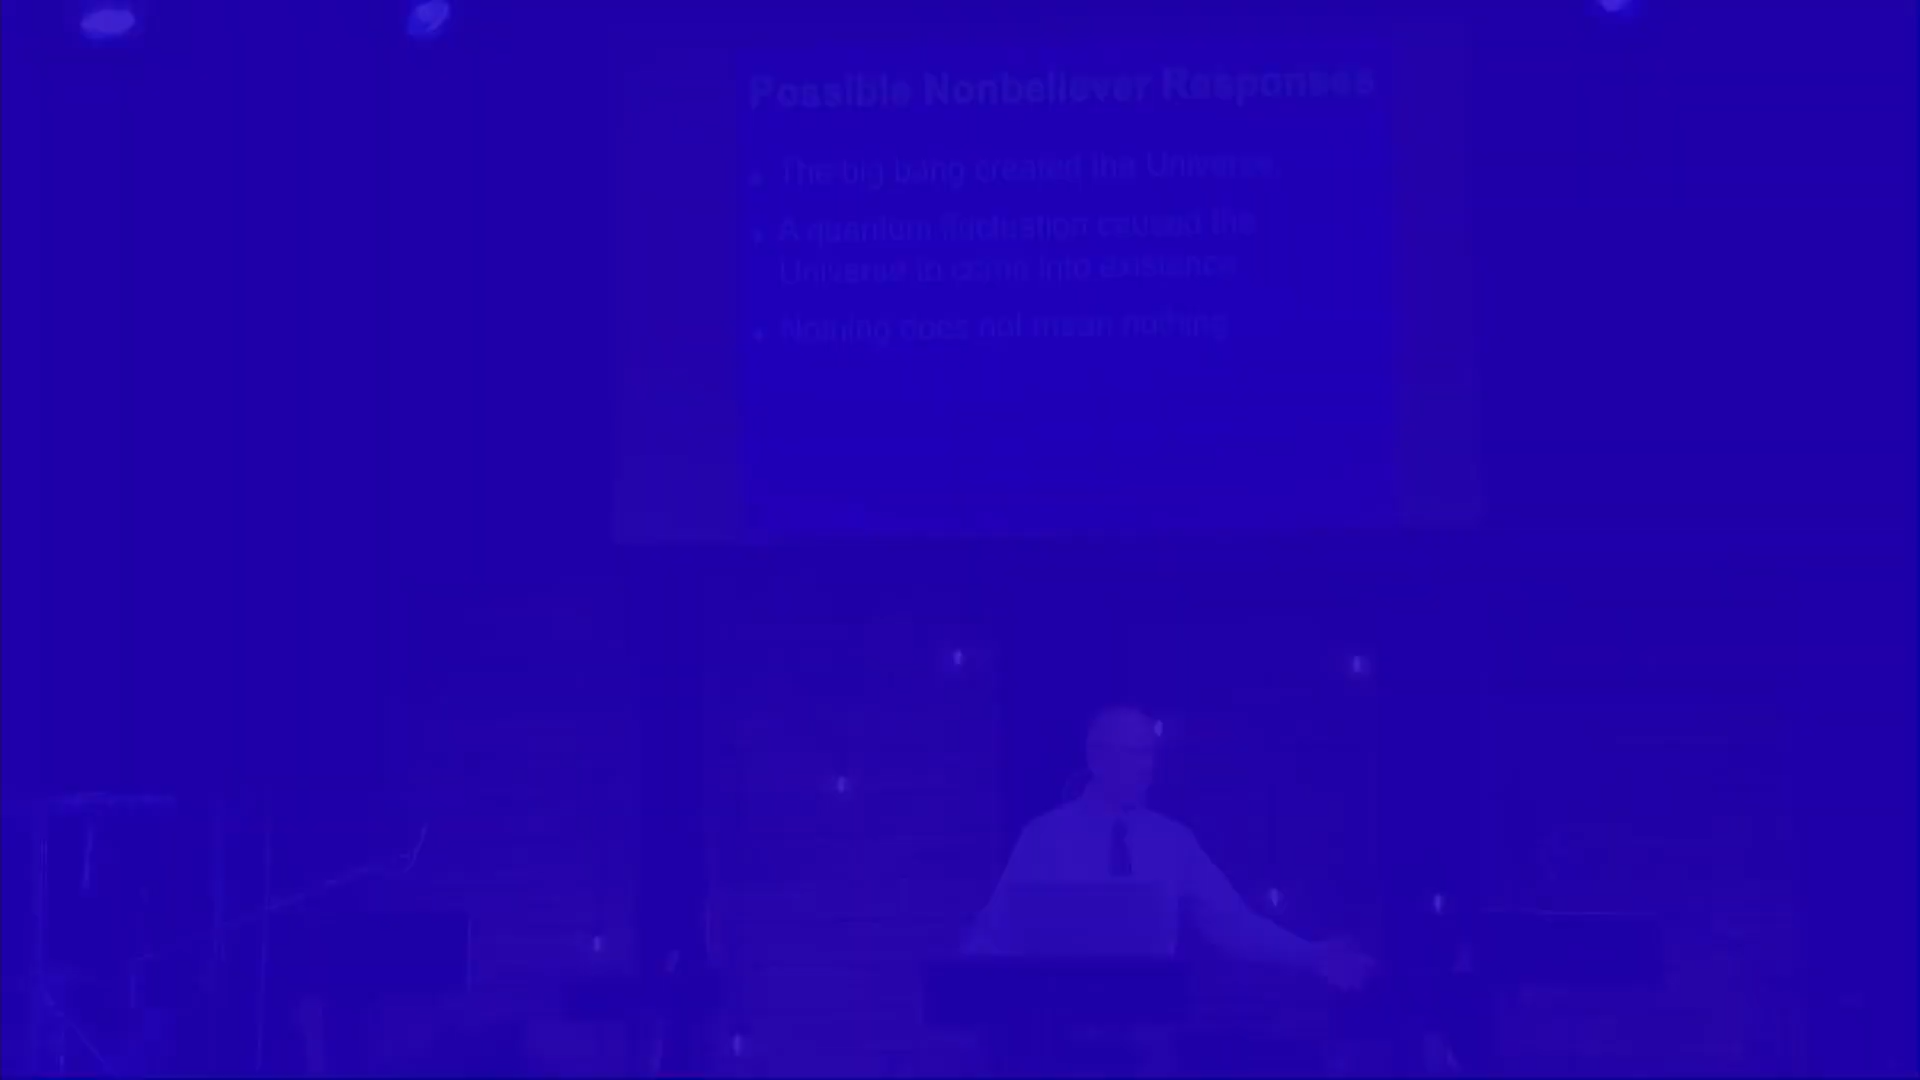 Possible Nonbeliever Responses
• The big bang created the Universe.
• A quantum fluctuation caused the
Universe to come into existence
• Nothing does not mean nothing